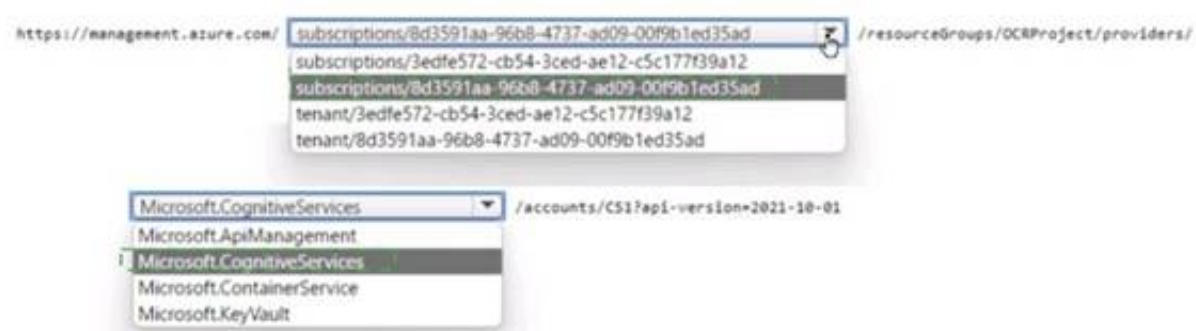 https://management.azure.com/ subscriptions/8d3591aa-96b8-4737-ad09-00f9b1ed35ad /resourceGroups/OCRProject/providers/
subscriptions/3edfe572-cb54-3ced-ae12-c5c177f39a12
subscriptions/8d3591aa-96b8-4737-ad09-00f9b1ed35ad
tenant/3edfe572-cb54-3ced-ae12-c5c177f39a12
tenant/8d3591aa-96b8-4737-ad09-00f9b1ed35ad
Microsoft.CognitiveServices /accounts/CS1?api-version=2021-10-01
Microsoft.ApiManagement
Microsoft.CognitiveServices
Microsoft.ContainerService
Microsoft.KeyVault